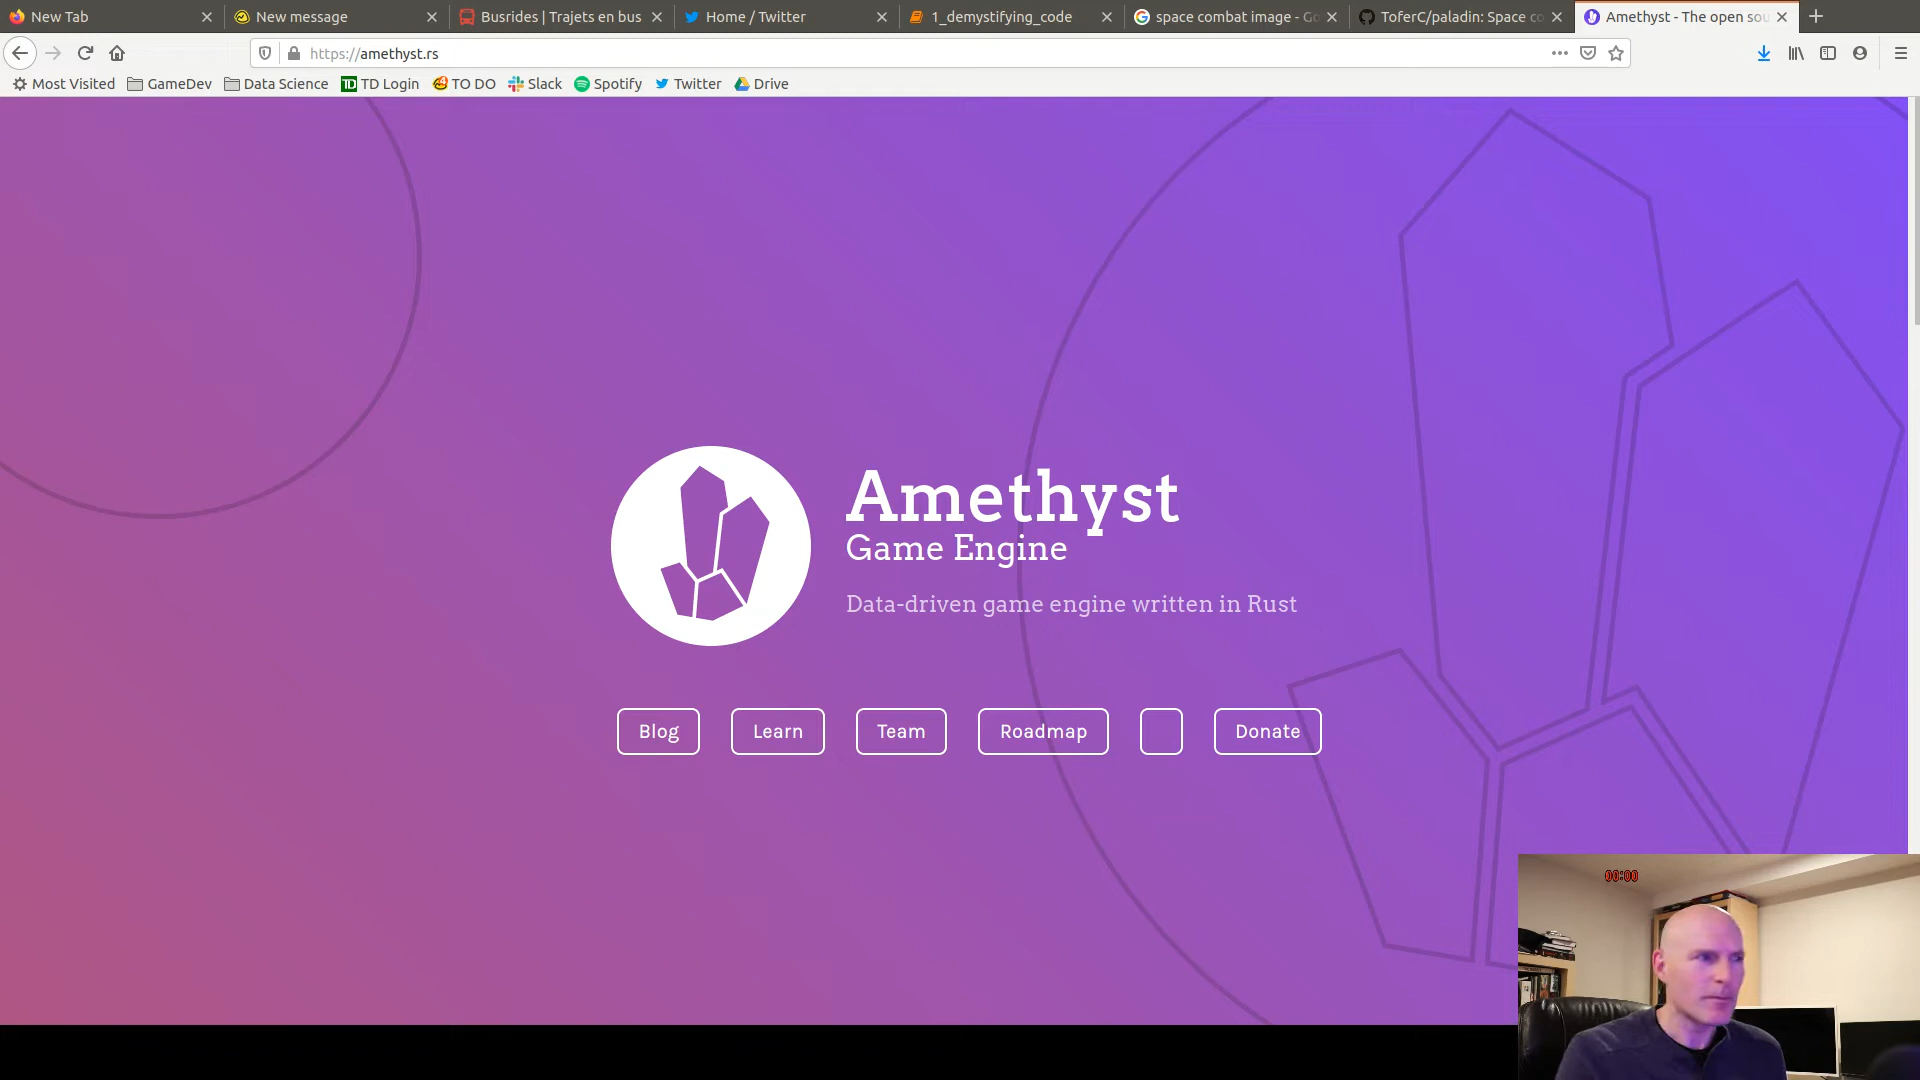 New Tab
New message
Busrides | Trajets en bus
Home / Twitter
1_demystifying_code
space combat image - Go
ToferC/paladin: Space co
Amethyst - The open sou
https://amethyst.rs
Most Visited
GameDev
Data Science
TD TD Login
TO DO
Slack
Spotify
Twitter
Drive
Amethyst
Game Engine
Data-driven game engine written in Rust
Blog
Learn
Team
Roadmap
Donate
00:00